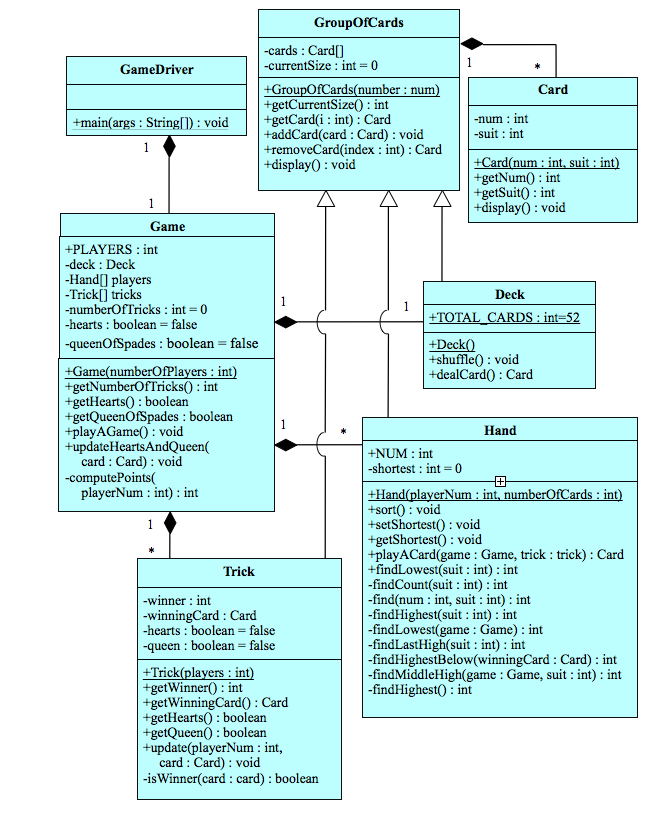 GroupOfCards
-cards : Card[]
-currentSize : int = 0
+GroupOfCards(number : num)
+getCurrentSize() : int
+getCard(i : int) : Card
+addCard(card : Card) : void
+removeCard(index : int) : Card
+display() : void
1
*
Card
-num : int
-suit : int
+Card(num : int, suit : int)
+getNum() : int
+getSuit() : int
+display() : void
GameDriver
+main(args : String[]) : void
1
1
Game
+PLAYERS : int
-deck : Deck
-Hand[] players
-Trick[] tricks
-numberOfTricks : int = 0
-hearts : boolean = false
-queenOfSpades : boolean = false
+Game(numberOfPlayers : int)
+getNumberOfTricks() : int
+getHearts() : boolean
+getQueenOfSpades : boolean
+playAGame() : void
+updateHeartsAndQueen(
card : Card) : void
-computePoints(
playerNum : int) : int
1
1
Deck
+TOTAL_CARDS : int=52
+Deck()
+shuffle() : void
+dealCard() : Card
1
*
Hand
+NUM : int
-shortest : int = 0
+Hand(playerNum : int, numberOfCards : int)
+sort() : void
+setShortest() : void
+getShortest() : void
+playACard(game : Game, trick : trick) : Card
+findLowest(suit : int) : int
-findCount(suit : int) : int
-find(num : int, suit : int) : int
-findHighest(suit : int) : int
-findLowest(game : Game) : int
-findLastHigh(suit : int) : int
-findHighestBelow(winningCard : Card) : int
-findMiddleHigh(game : Game, suit : int) : int
-findHighest() : int
1
*
Trick
-winner : int
-winningCard : Card
-hearts : boolean = false
-queen : boolean = false
+Trick(players : int)
+getWinner() : int
+getWinningCard() : Card
+getHearts() : boolean
+getQueen() : boolean
+update(playerNum : int,
card : Card) : void
-isWinner(card : card) : boolean